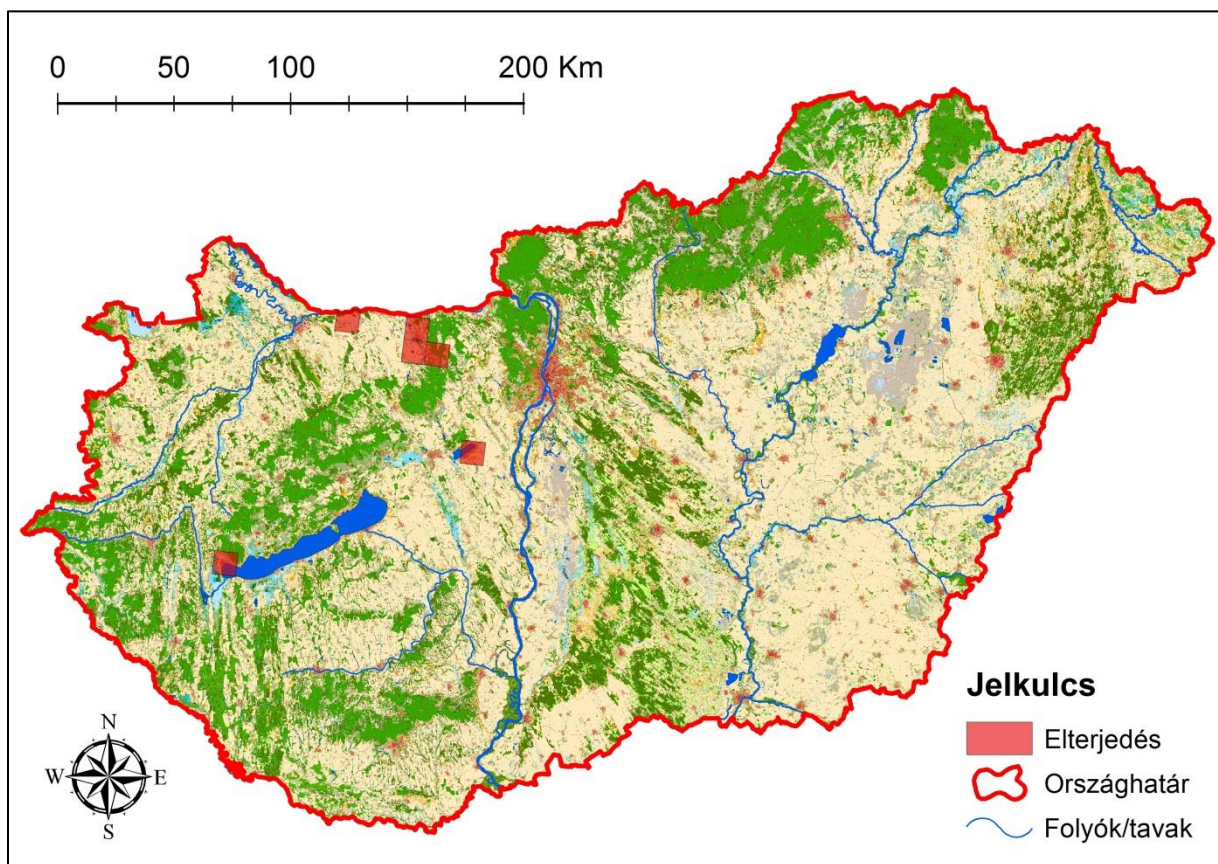 0 50 100 200 Km
N
W E
S
Jelkulcs
Elterjedés
Országhatár
Folyók/tavak